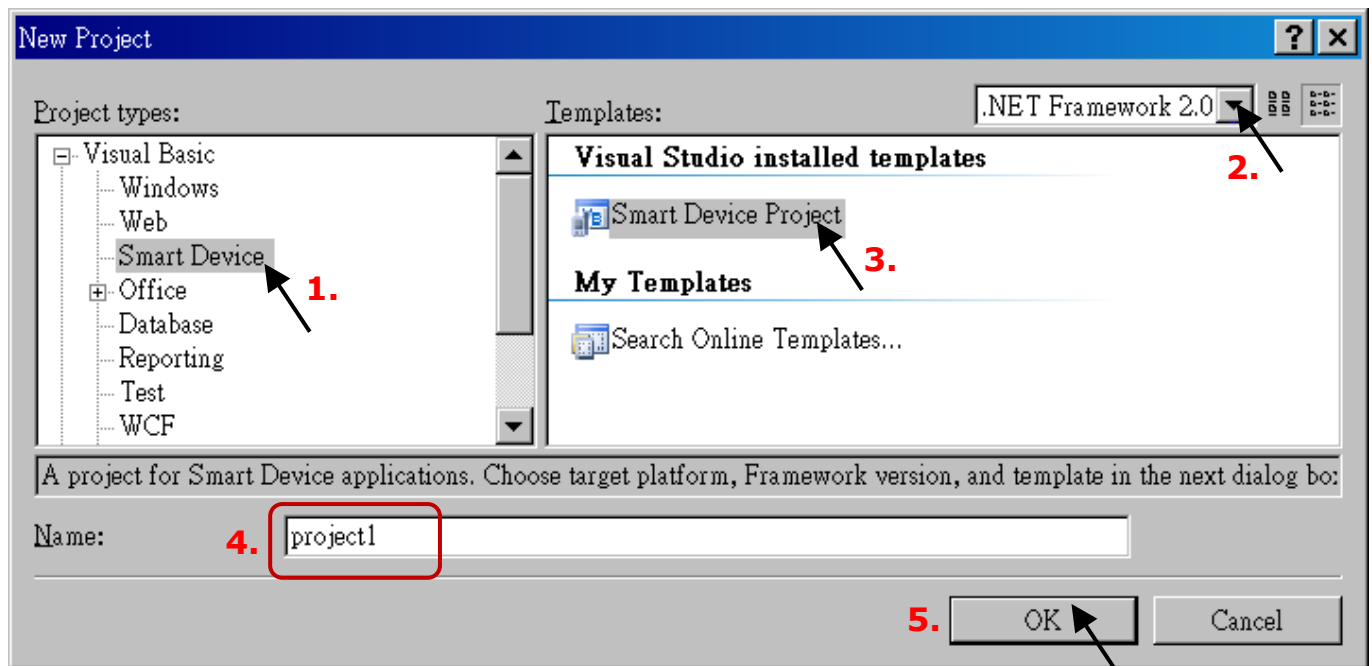 New Project
Project types:
Templates:
.NET Framework 2.0
Visual Basic
Windows
Web
Smart Device
1.
Office
Database
Reporting
Test
WCF
2.
Visual Studio installed templates
Smart Device Project
3.
My Templates
Search Online Templates...
A project for Smart Device applications. Choose target platform, Framework version, and template in the next dialog bo
Name:
4.
project1
5.
OK
Cancel